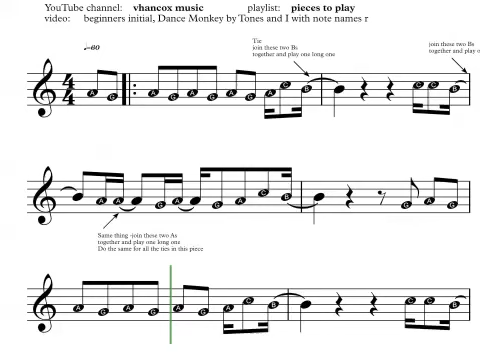 YouTube channel: vhancox music playlist: pieces to play
video: beginners initial, Dance Monkey by Tones and I with note names r
♩=60
Tie
join these two Bs
together and play one long one
join these two Bs
together and play o
A G A G A G A G A C B C C B
A A G A G A C B G A G
Same thing -join these two As
together and play one long one
Do the same for all the ties in this piece
A G A G A G A A C B C C B